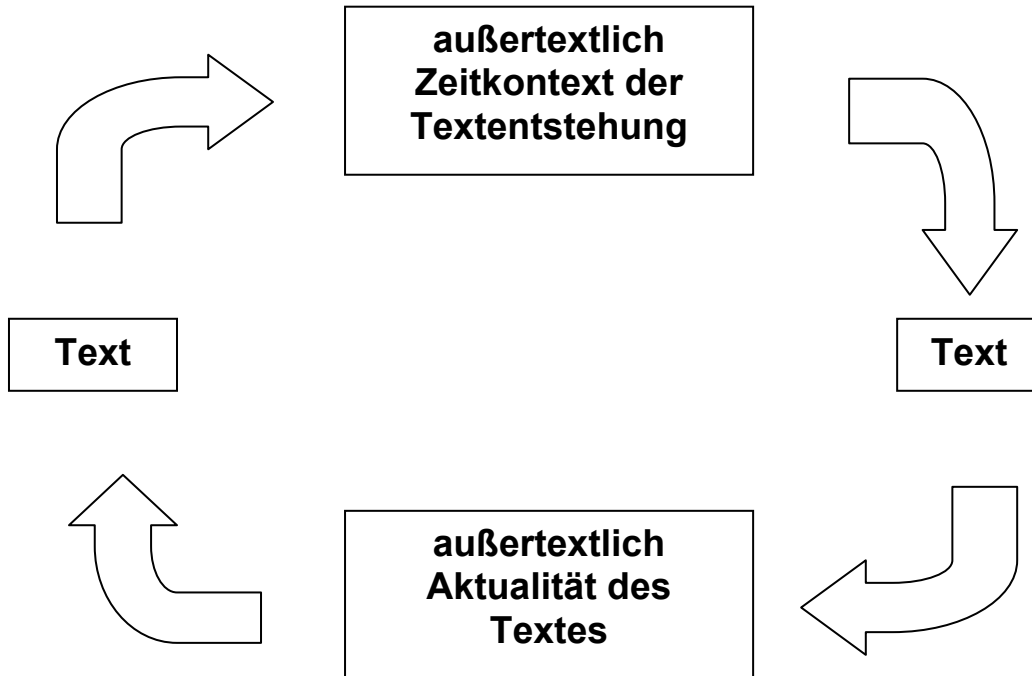 außertextlich
Zeitkontext der
Textentstehung
Text
Text
außertextlich
Aktualität des
Textes